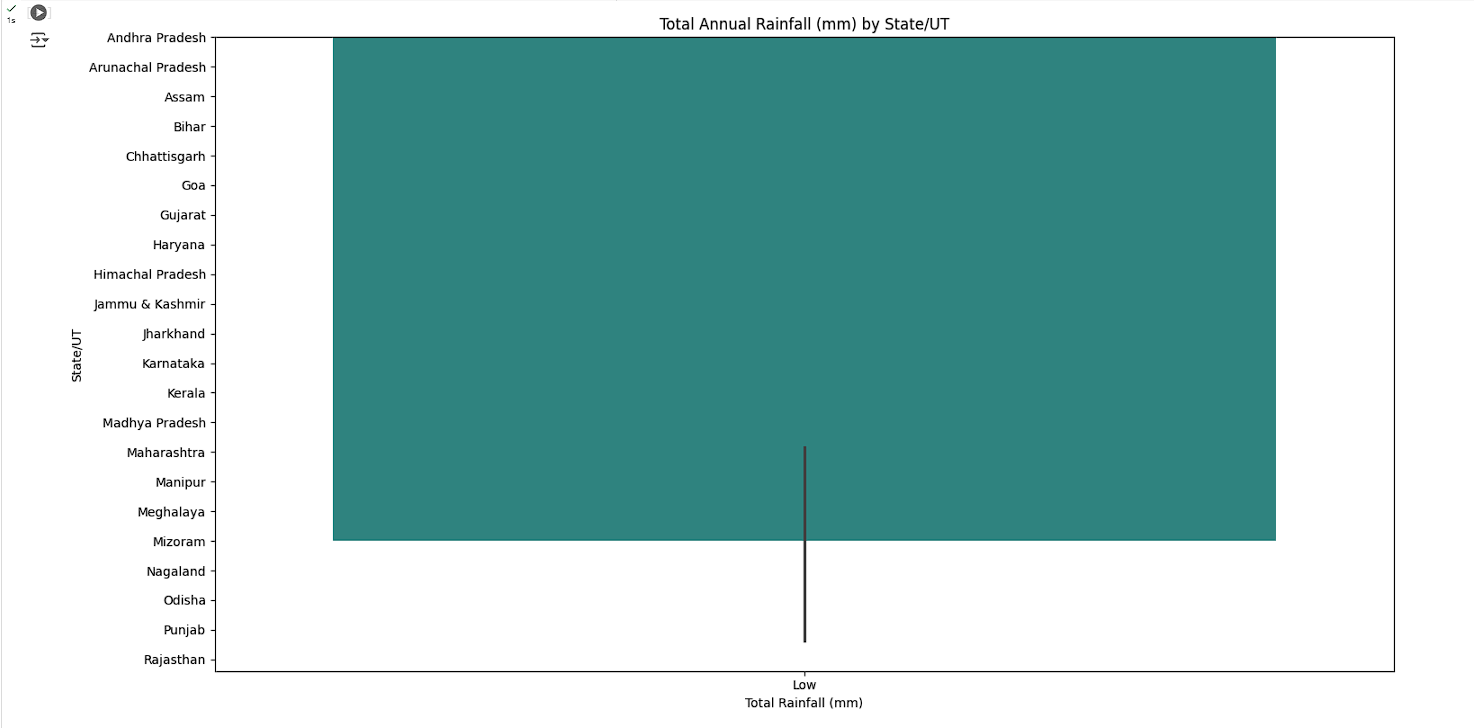 1s
Total Annual Rainfall (mm) by State/UT
Andhra Pradesh
Arunachal Pradesh
Assam
Bihar
Chhattisgarh
Goa
Gujarat
Haryana
Himachal Pradesh
Jammu & Kashmir
Jharkhand
Karnataka
Kerala
Madhya Pradesh
Maharashtra
Manipur
Meghalaya
Mizoram
Nagaland
Odisha
Punjab
Rajasthan
State/UT
Low
Total Rainfall (mm)